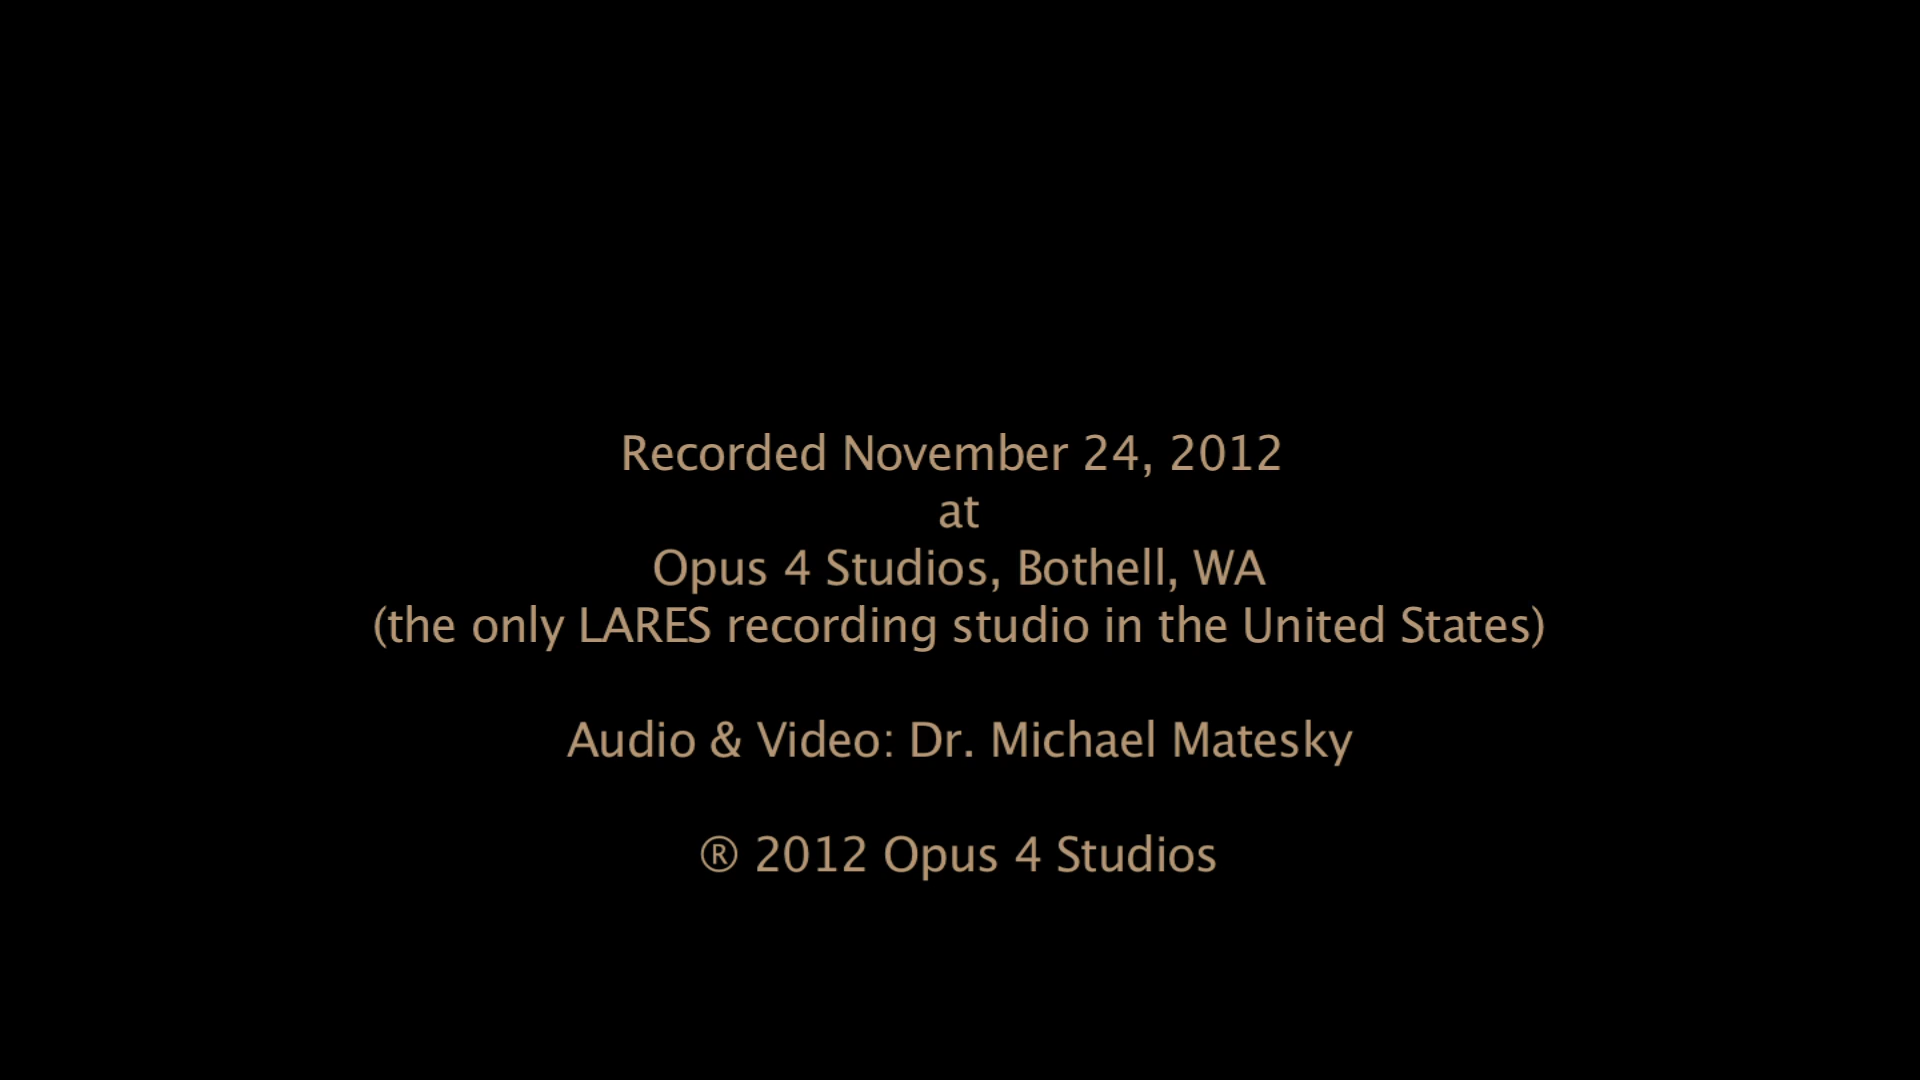 Recorded November 24, 2012
at
Opus 4 Studios, Bothell, WA
(the only LARES recording studio in the United States)
Audio & Video: Dr. Michael Matesky
® 2012 Opus 4 Studios